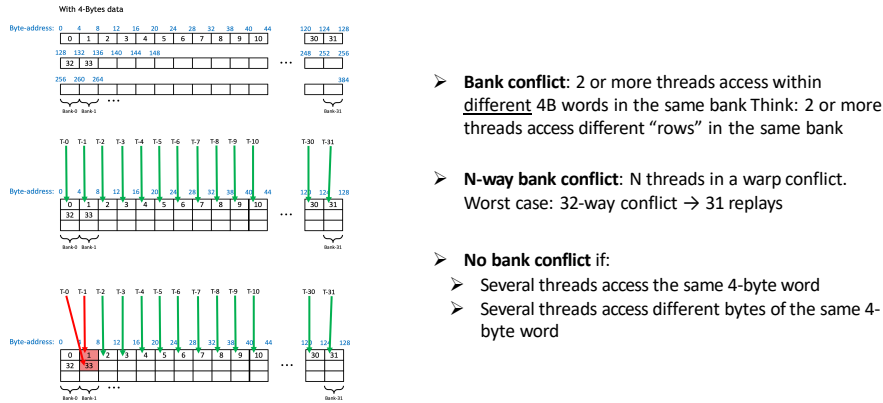 With 4-Bytes data
Byte-address: 0 4 8 12 16 20 24 28 32 36 40 44 120 124 128
0 1 2 3 4 5 6 7 8 9 10 30 31
128 132 136 140 144 148 248 252 256
32 33 ...
256 260 264 384
...
Bank-0 Bank-1 Bank-31
T-0 T-1 T-2 T-3 T-4 T-5 T-6 T-7 T-8 T-9 T-10 T-30 T-31
Byte-address: 0 4 8 12 16 20 24 28 32 36 40 44 120 124 128
0 1 2 3 4 5 6 7 8 9 10 30 31
32 33 ...
Bank-0 Bank-1 Bank-31
T-0 T-1 T-2 T-3 T-4 T-5 T-6 T-7 T-8 T-9 T-10 T-30 T-31
Byte-address: 0 4 8 12 16 20 24 28 32 36 40 44 120 124 128
0 1 2 3 4 5 6 7 8 9 10 30 31
32 33 ...
...
Bank-0 Bank-1 Bank-31
➢ Bank conflict: 2 or more threads access within
different 4B words in the same bank Think: 2 or more
threads access different “rows” in the same bank
➢ N-way bank conflict: N threads in a warp conflict.
Worst case: 32-way conflict → 31 replays
➢ No bank conflict if:
➢ Several threads access the same 4-byte word
➢ Several threads access different bytes of the same 4-
byte word